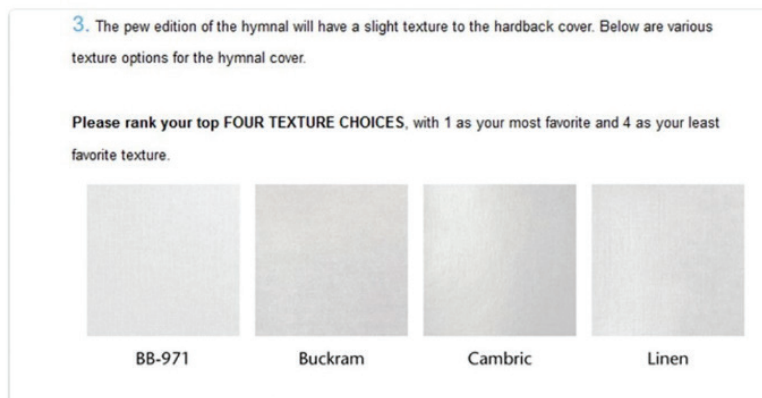 3. The pew edition of the hymnal will have a slight texture to the hardback cover. Below are various
texture options for the hymnal cover.
Please rank your top FOUR TEXTURE CHOICES, with 1 as your most favorite and 4 as your least
favorite texture.
BB-971 Buckram Cambric Linen